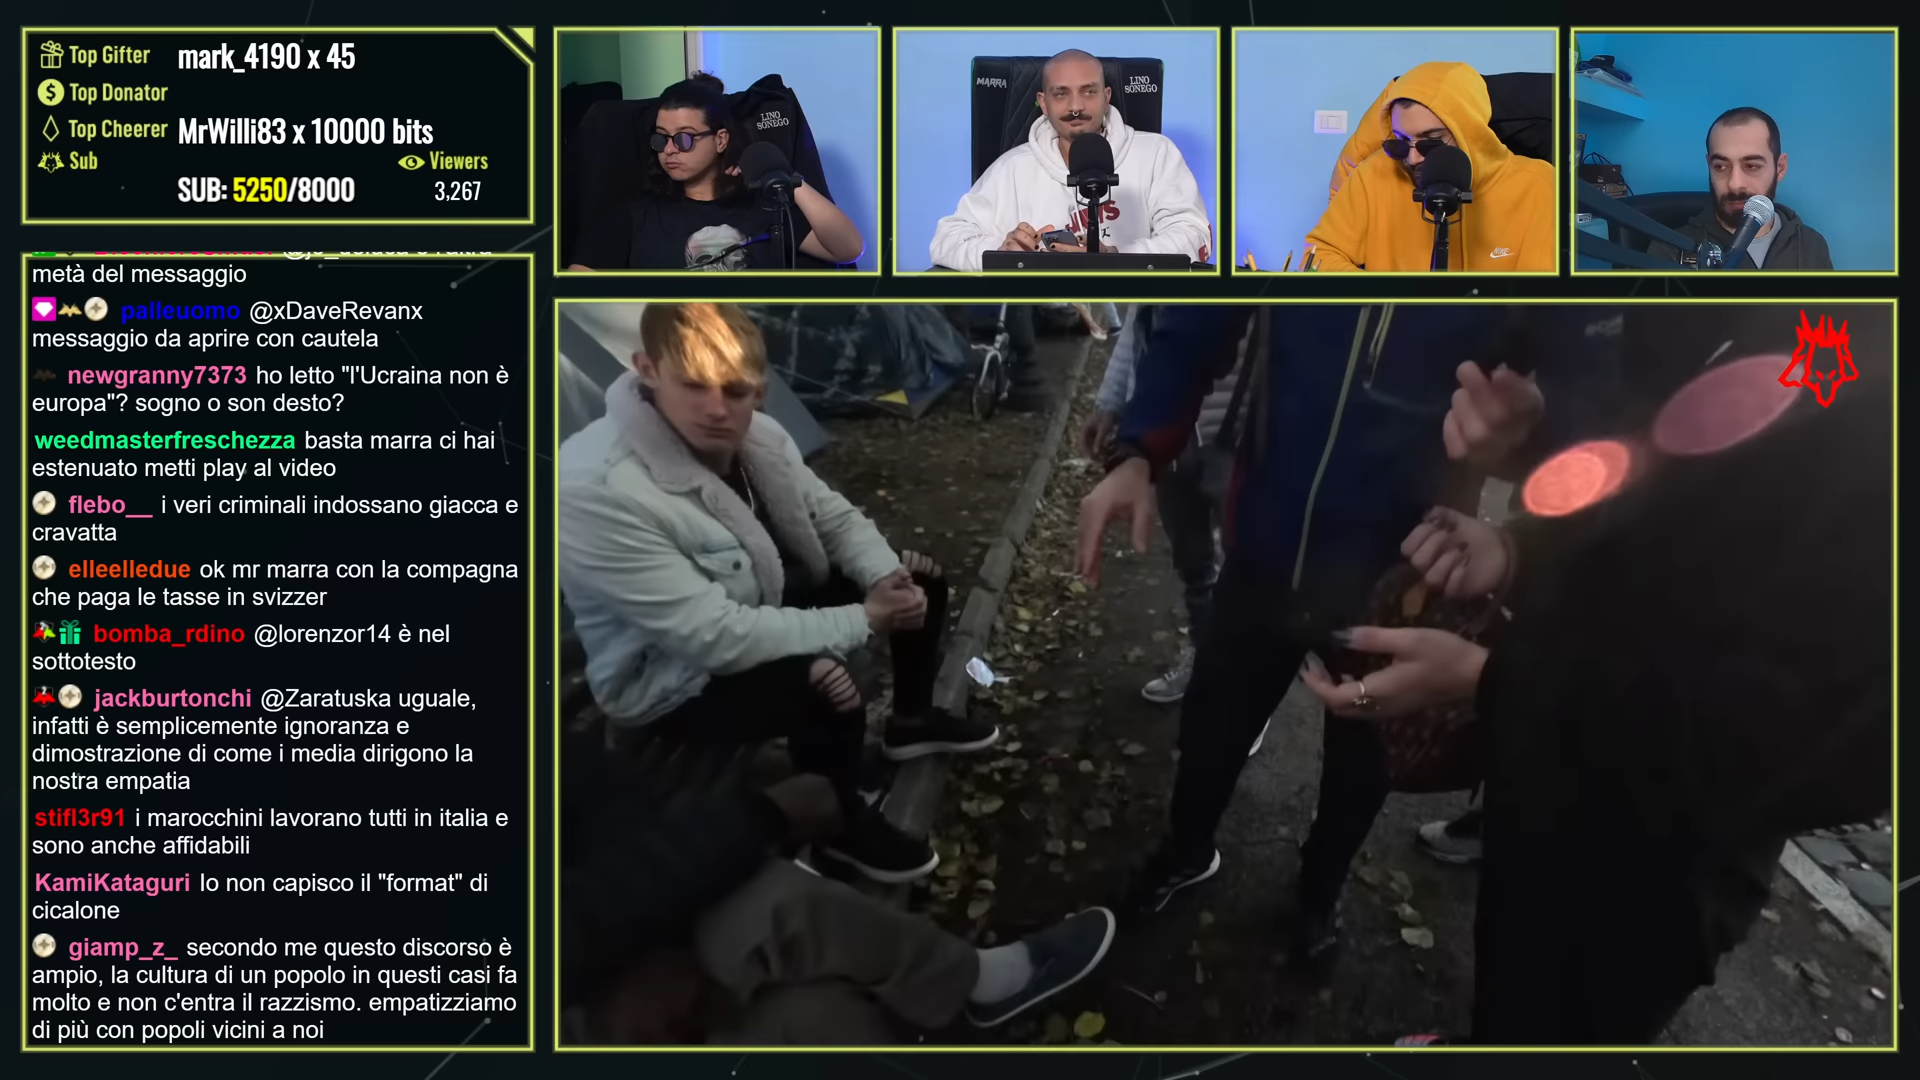 Top Gifter mark_4190 x 45
Top Donator
Top Cheerer MrWilli83 x 10000 bits
Sub Viewers
SUB: 5250/8000 3,267
MARRA
LINO
SONEGO
LINO
SONEGO
metà del messaggio
palleuomo @xDaveRevanx
messaggio da aprire con cautela
newgranny7373 ho letto "l'Ucraina non è
europa"? sogno o son desto?
weedmasterfreschezza basta marra ci hai
estenuato metti play al video
flebo__ i veri criminali indossano giacca e
cravatta
elleelledue ok mr marra con la compagna
che paga le tasse in svizzer
bomba_rdino @lorenzor14 è nel
sottotesto
jackburtonchi @Zaratuska uguale,
infatti è semplicemente ignoranza e
dimostrazione di come i media dirigono la
nostra empatia
stifl3r91 i marocchini lavorano tutti in italia e
sono anche affidabili
KamiKataguri Io non capisco il "format" di
cicalone
giamp_z_ secondo me questo discorso è
ampio, la cultura di un popolo in questi casi fa
molto e non c'entra il razzismo. empatizziamo
di più con popoli vicini a noi